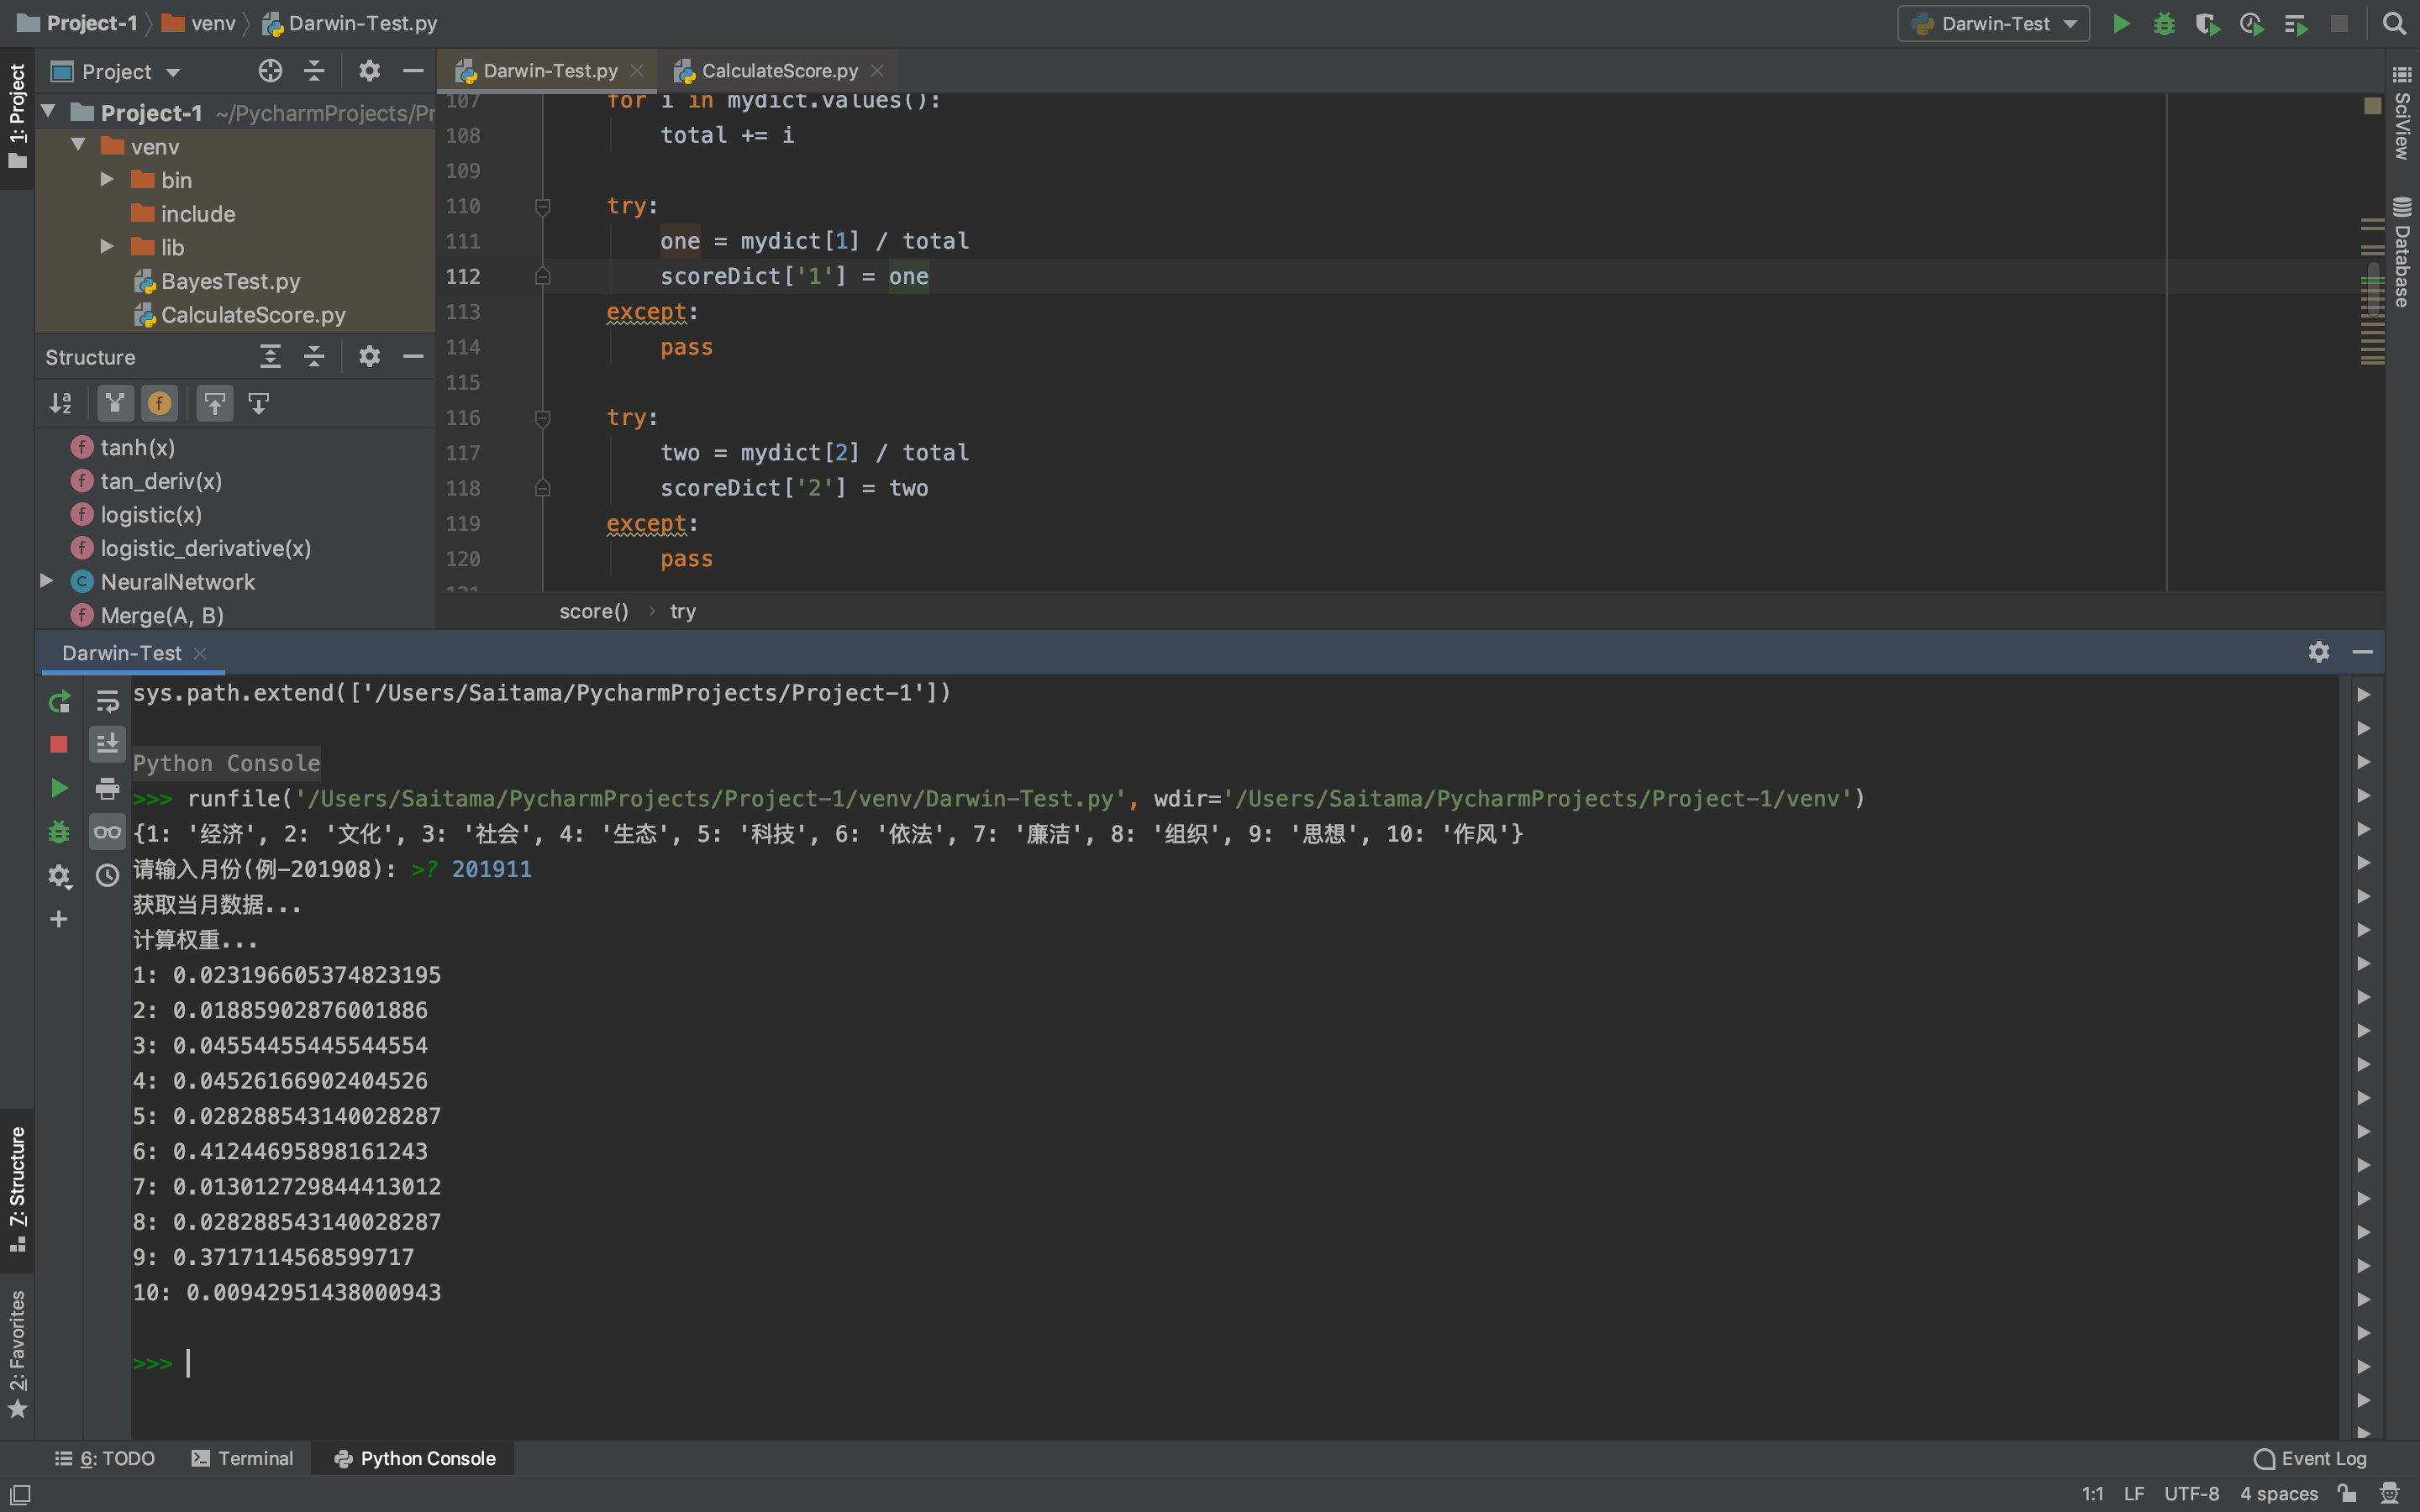 Project-1 venv Darwin-Test.py
Darwin-Test
1: Project
Project
Project-1 ~/PycharmProjects/Pr
venv
bin
include
lib
BayesTest.py
CalculateScore.py
Structure
tanh(x)
tan_deriv(x)
logistic(x)
logistic_derivative(x)
NeuralNetwork
Merge(A, B)
Darwin-Test.py CalculateScore.py
107 for i in mydict.values():
108 total += i
109
110 try:
111 one = mydict[1] / total
112 scoreDict['1'] = one
113 except:
114 pass
115
116 try:
117 two = mydict[2] / total
118 scoreDict['2'] = two
119 except:
120 pass
121
score() › try
SciView
Database
Darwin-Test
sys.path.extend(['/Users/Saitama/PycharmProjects/Project-1'])
Python Console
>>> runfile('/Users/Saitama/PycharmProjects/Project-1/venv/Darwin-Test.py', wdir='/Users/Saitama/PycharmProjects/Project-1/venv')
{1: '经济', 2: '文化', 3: '社会', 4: '生态', 5: '科技', 6: '依法', 7: '廉洁', 8: '组织', 9: '思想', 10: '作风'}
请输入月份(例-201908): >? 201911
获取当月数据...
计算权重...
1: 0.023196605374823195
2: 0.01885902876001886
3: 0.04554455445544554
4: 0.04526166902404526
5: 0.028288543140028287
6: 0.41244695898161243
7: 0.013012729844413012
8: 0.028288543140028287
9: 0.3717114568599717
10: 0.00942951438000943
>>>
7: Structure
2: Favorites
6: TODO Terminal Python Console Event Log
1:1 LF UTF-8 4 spaces